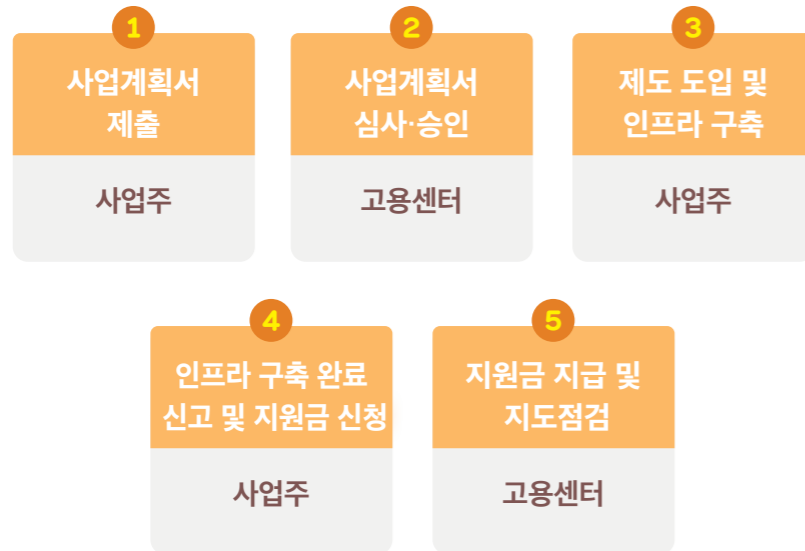 1
사업계획서
제출
사업주
2
사업계획서
심사·승인
고용센터
3
제도 도입 및
인프라 구축
사업주
4
인프라 구축 완료
신고 및 지원금 신청
사업주
5
지원금 지급 및
지도점검
고용센터